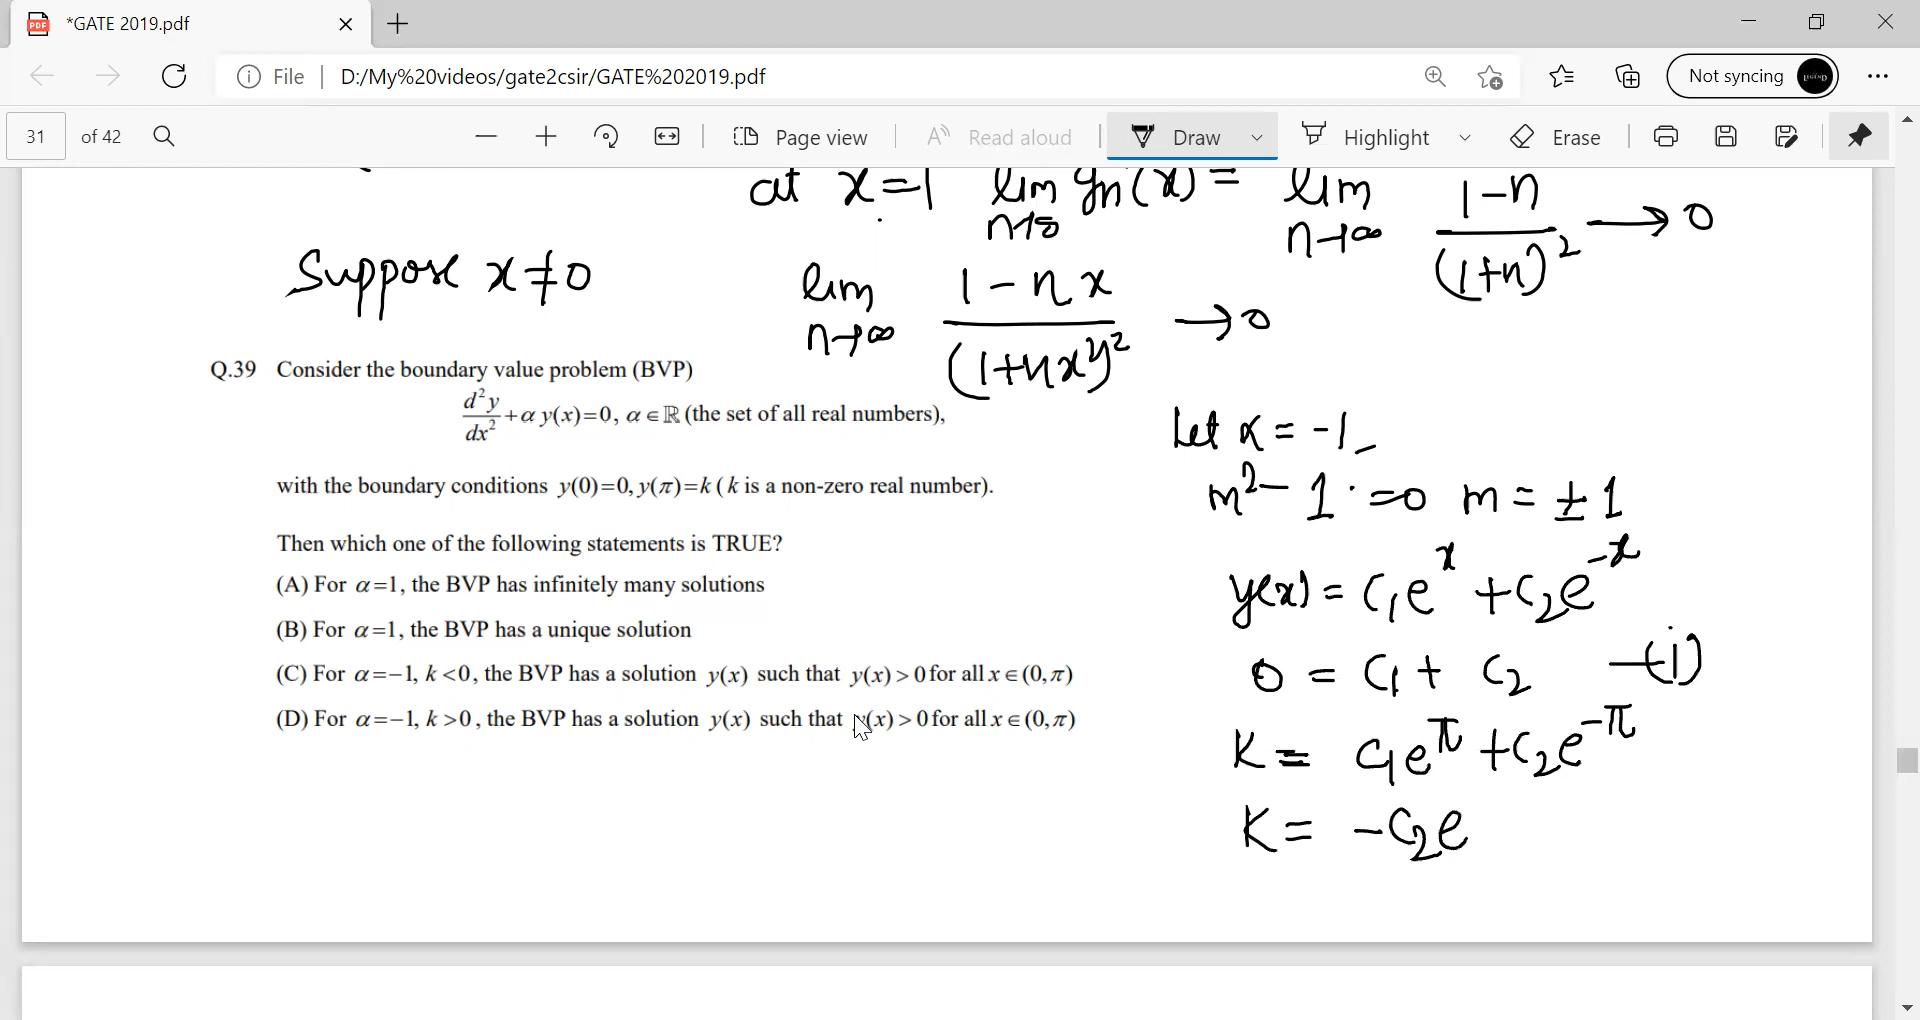 *GATE 2019.pdf
File | D:/My%20videos/gate2csir/GATE%202019.pdf
Not syncing
LEGEND
31 of 42
Page view
Read aloud
Draw
Highlight
Erase
at x=1 lim n→∞ yn'(x) = lim n→∞ (1-n)/(1+n)² → 0
Suppose x≠0
lim n→∞ (1-nx)/(1+nx²)² → 0
Q.39 Consider the boundary value problem (BVP)
d²y/dx² + α y(x)=0, α ∈ ℝ (the set of all real numbers),
with the boundary conditions y(0)=0, y(π)=k ( k is a non-zero real number).
Then which one of the following statements is TRUE?
(A) For α=1, the BVP has infinitely many solutions
(B) For α=1, the BVP has a unique solution
(C) For α=−1, k<0, the BVP has a solution y(x) such that y(x)>0 for all x∈(0,π)
(D) For α=−1, k>0, the BVP has a solution y(x) such that y(x)>0 for all x∈(0,π)
Let α = -1
m² - 1 = 0 m = ± 1
y(x) = C₁eˣ + C₂e⁻ˣ
0 = C₁ + C₂ —(i)
K = C₁e^π + C₂e^-π
K = -C₂e